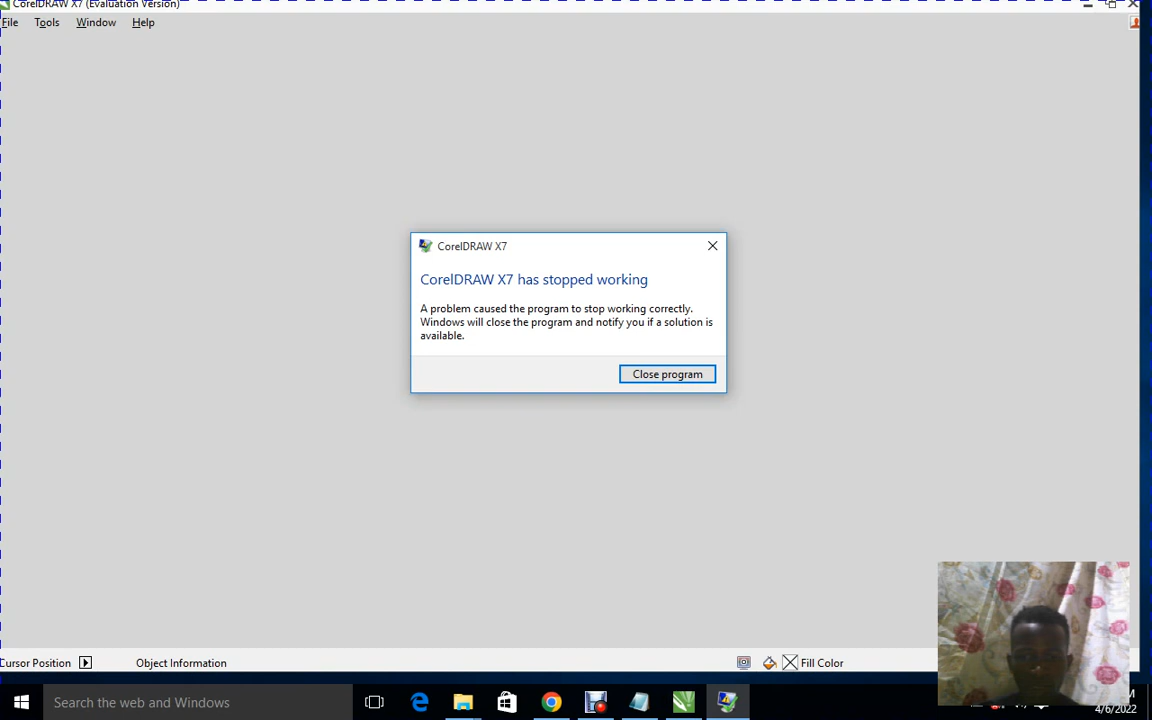 CorelDRAW X7 (Evaluation Version)
File Tools Window Help
CorelDRAW X7
CorelDRAW X7 has stopped working
A problem caused the program to stop working correctly.
Windows will close the program and notify you if a solution is
available.
Close program
Cursor Position
Object Information
Fill Color
Search the web and Windows
4/6/2022